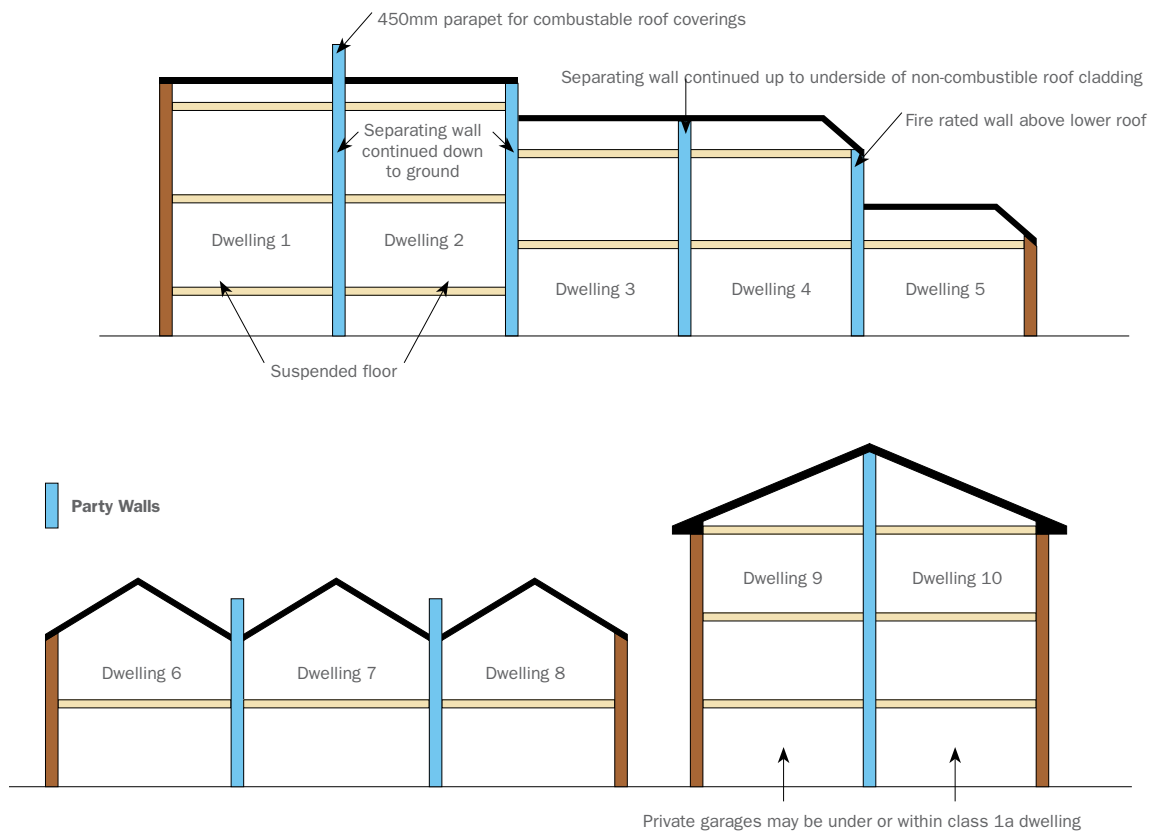 450mm parapet for combustable roof coverings
Separating wall continued up to underside of non-combustible roof cladding
Fire rated wall above lower roof
Separating wall
continued down
to ground
Dwelling 1
Dwelling 2
Dwelling 3
Dwelling 4
Dwelling 5
Suspended floor
Party Walls
Dwelling 9
Dwelling 10
Dwelling 6
Dwelling 7
Dwelling 8
Private garages may be under or within class 1a dwelling